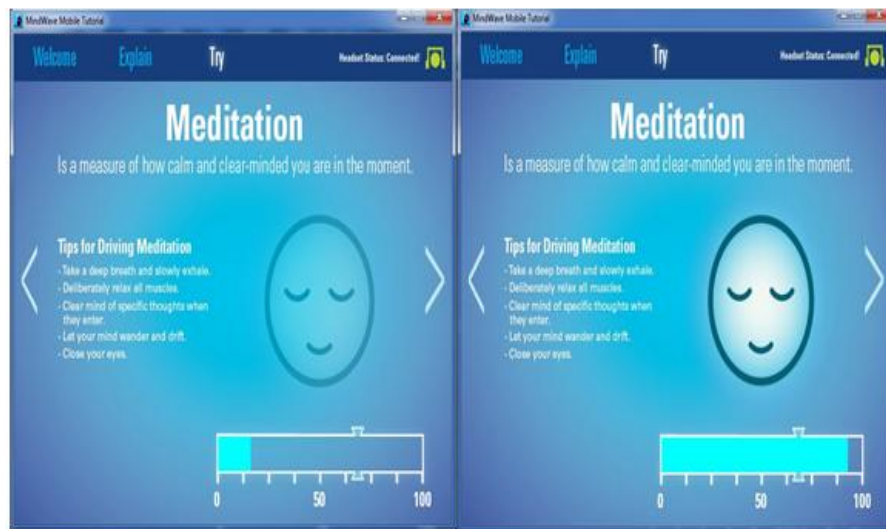 MindWave Mobile Tutorial
Welcome Explain Try Headset Status: Connected!
Meditation
Is a measure of how calm and clear-minded you are in the moment.
Tips for Driving Meditation
- Take a deep breath and slowly exhale.
- Deliberately relax all muscles.
- Clear mind of specific thoughts when
they enter.
- Let your mind wander and drift.
- Close your eyes.
0 50 100
MindWave Mobile Tutorial
Welcome Explain Try Headset Status: Connected!
Meditation
Is a measure of how calm and clear-minded you are in the moment.
Tips for Driving Meditation
- Take a deep breath and slowly exhale.
- Deliberately relax all muscles.
- Clear mind of specific thoughts when
they enter.
- Let your mind wander and drift.
- Close your eyes.
0 50 100